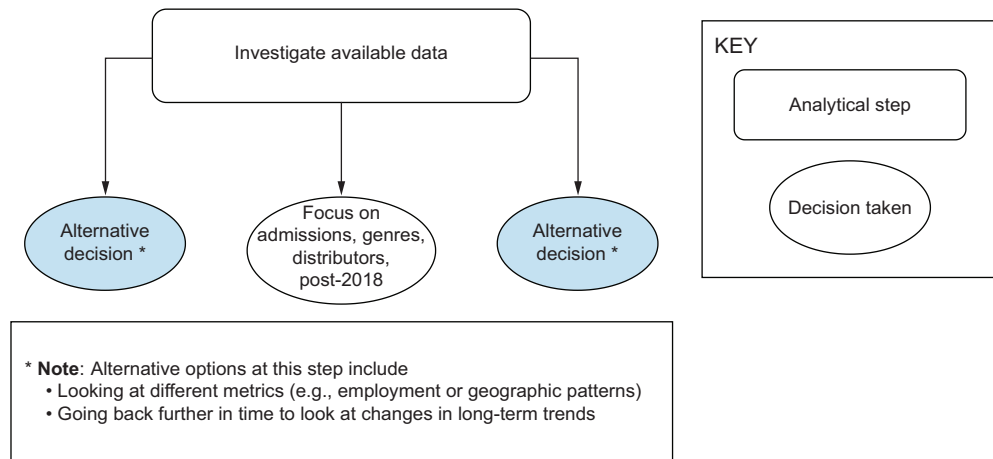 Investigate available data
KEY
Analytical step
Decision taken
Alternative
decision *
Focus on
admissions, genres,
distributors,
post-2018
Alternative
decision *
* Note: Alternative options at this step include
• Looking at different metrics (e.g., employment or geographic patterns)
• Going back further in time to look at changes in long-term trends